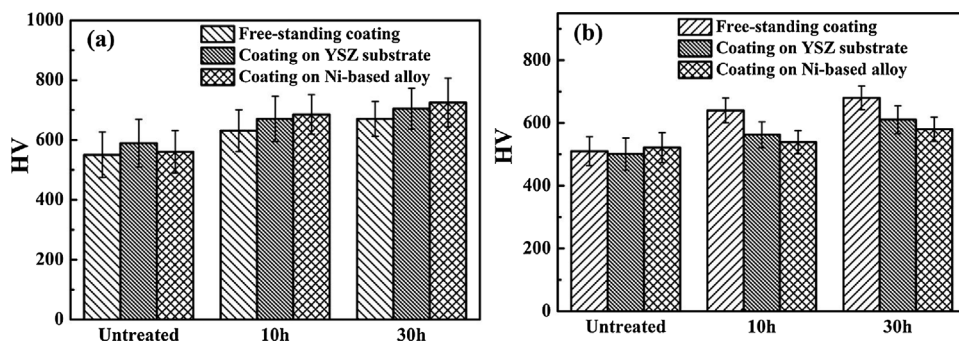 (a)
Free-standing coating
Coating on YSZ substrate
Coating on Ni-based alloy
HV
1000
800
600
400
200
0
Untreated 10h 30h
(b)
Free-standing coating
Coating on YSZ substrate
Coating on Ni-based alloy
HV
800
600
400
200
0
Untreated 10h 30h